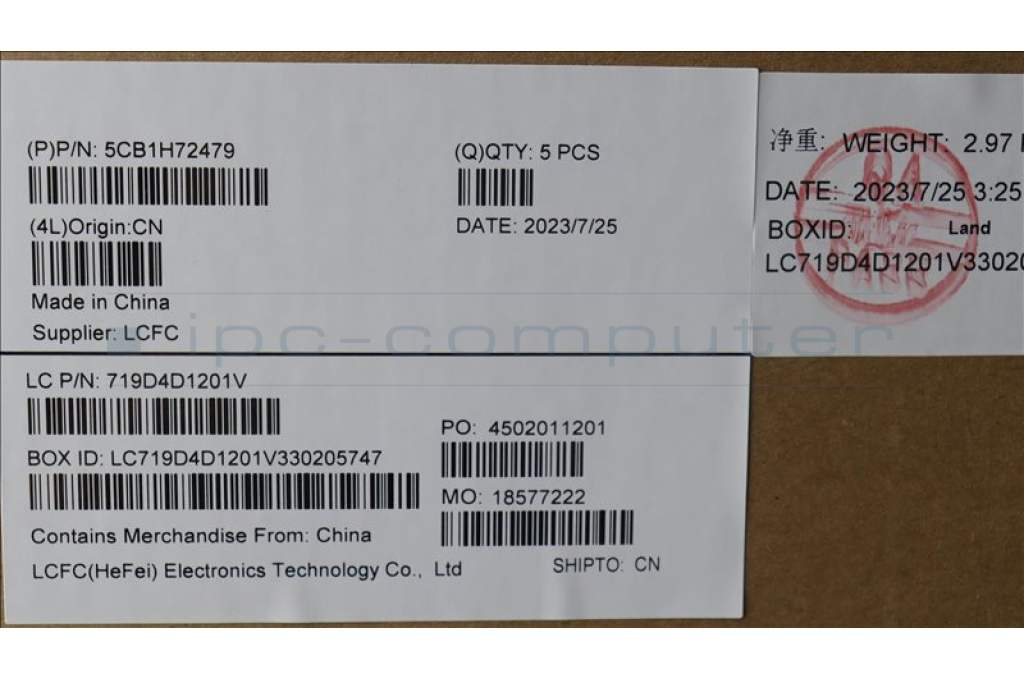 (P)P/N: 5CB1H72479
(Q)QTY: 5 PCS
(4L)Origin:CN
DATE: 2023/7/25
Made in China
Supplier: LCFC
净重: WEIGHT: 2.97
DATE: 2023/7/25 3:25
BOXID: Land
LC719D4D1201V33020
QA
ipc-computer
LC P/N: 719D4D1201V
PO: 4502011201
BOX ID: LC719D4D1201V330205747
MO: 18577222
Contains Merchandise From: China
LCFC(HeFei) Electronics Technology Co., Ltd
SHIPTO: CN